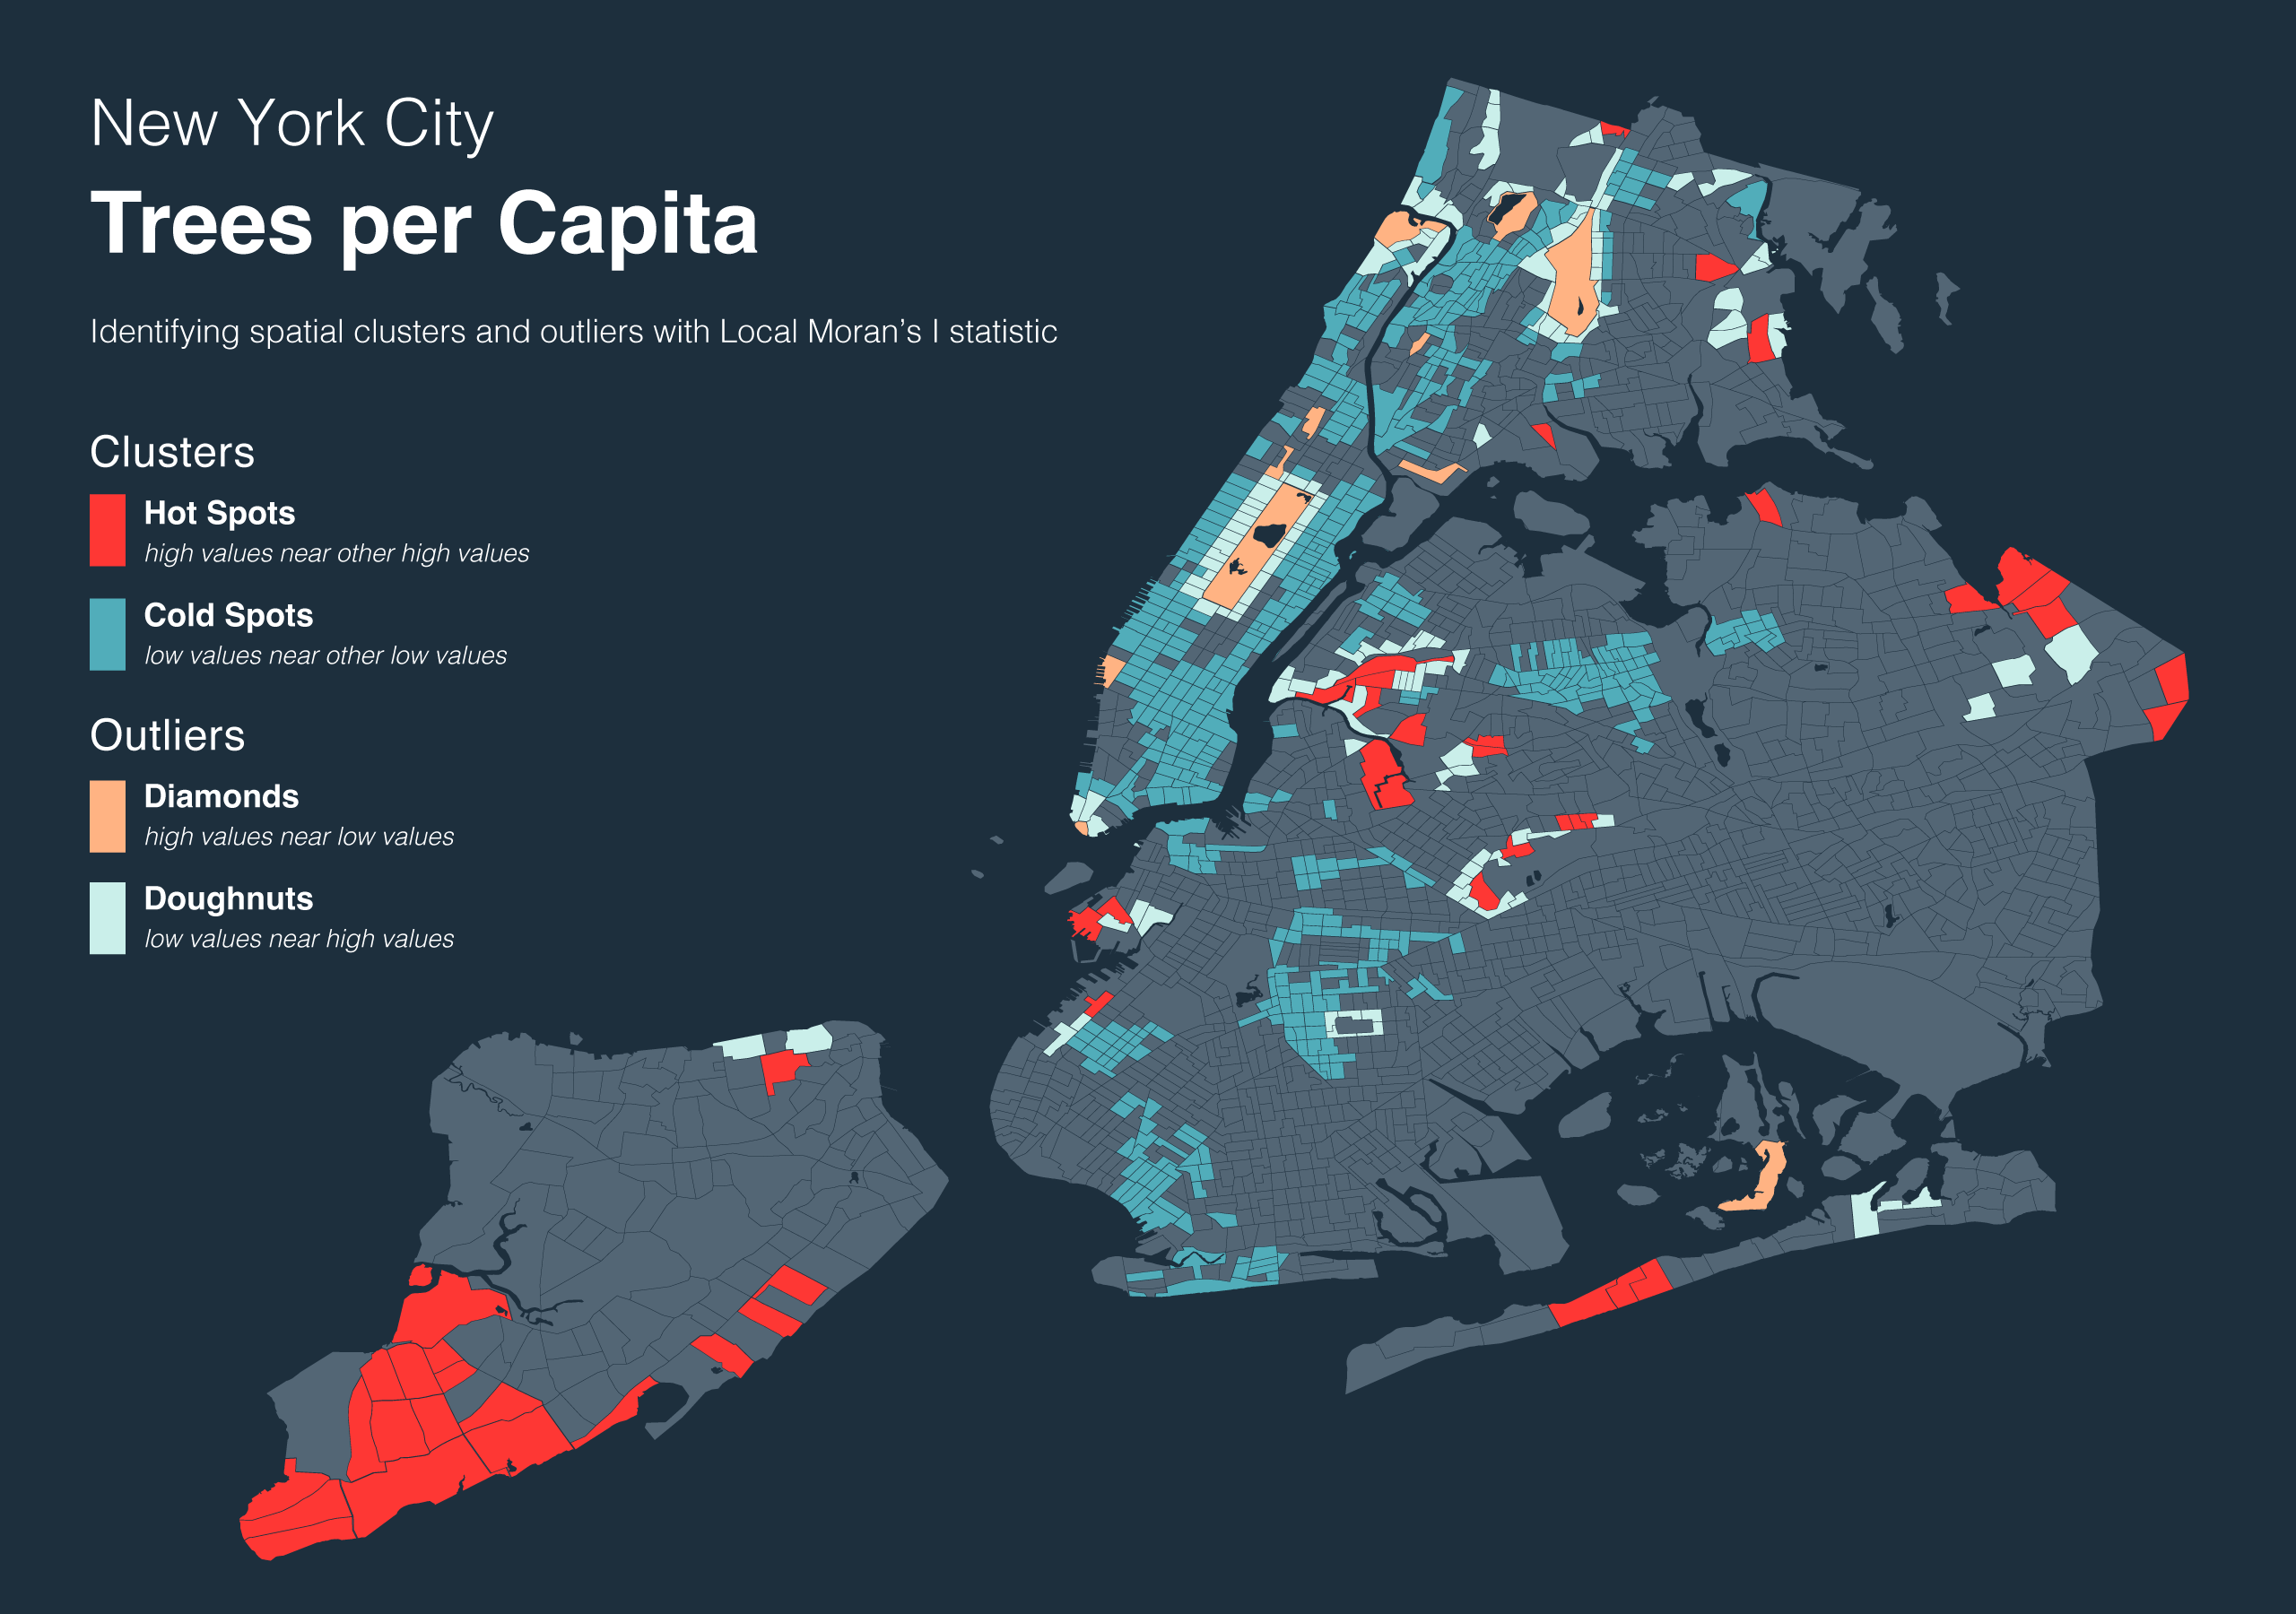 New York City
Trees per Capita
Identifying spatial clusters and outliers with Local Moran’s I statistic
Clusters
Hot Spots
high values near other high values
Cold Spots
low values near other low values
Outliers
Diamonds
high values near low values
Doughnuts
low values near high values